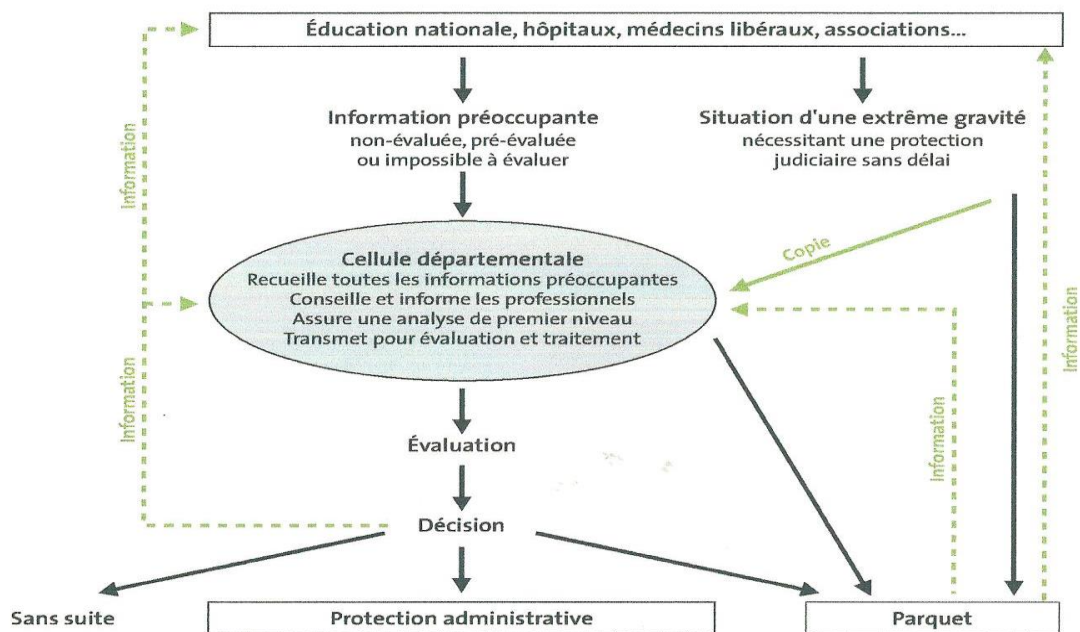 Éducation nationale, hôpitaux, médecins libéraux, associations...
Information préoccupante
non-évaluée, pré-évaluée
ou impossible à évaluer
Situation d'une extrême gravité
nécessitant une protection
judiciaire sans délai
Information
Copie
Cellule départementale
Recueille toutes les informations préoccupantes
Conseille et informe les professionnels
Assure une analyse de premier niveau
Transmet pour évaluation et traitement
Information
Information
Information
Évaluation
Décision
Sans suite
Protection administrative
Parquet